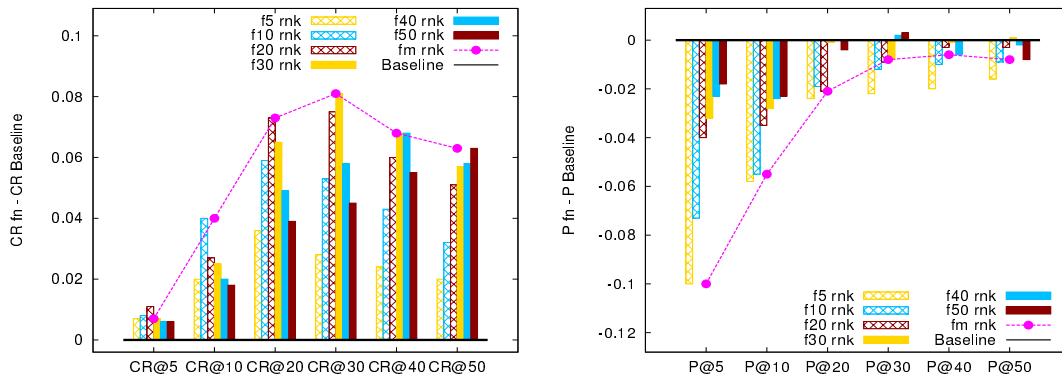 CR fn - CR Baseline
0.1
0.08
0.06
0.04
0.02
0
f5 rnk
f10 rnk
f20 rnk
f30 rnk
f40 rnk
f50 rnk
fm rnk
Baseline
CR@5 CR@10 CR@20 CR@30 CR@40 CR@50
P fn - P Baseline
0
-0.02
-0.04
-0.06
-0.08
-0.1
-0.12
f5 rnk
f10 rnk
f20 rnk
f30 rnk
f40 rnk
f50 rnk
fm rnk
Baseline
P@5 P@10 P@20 P@30 P@40 P@50